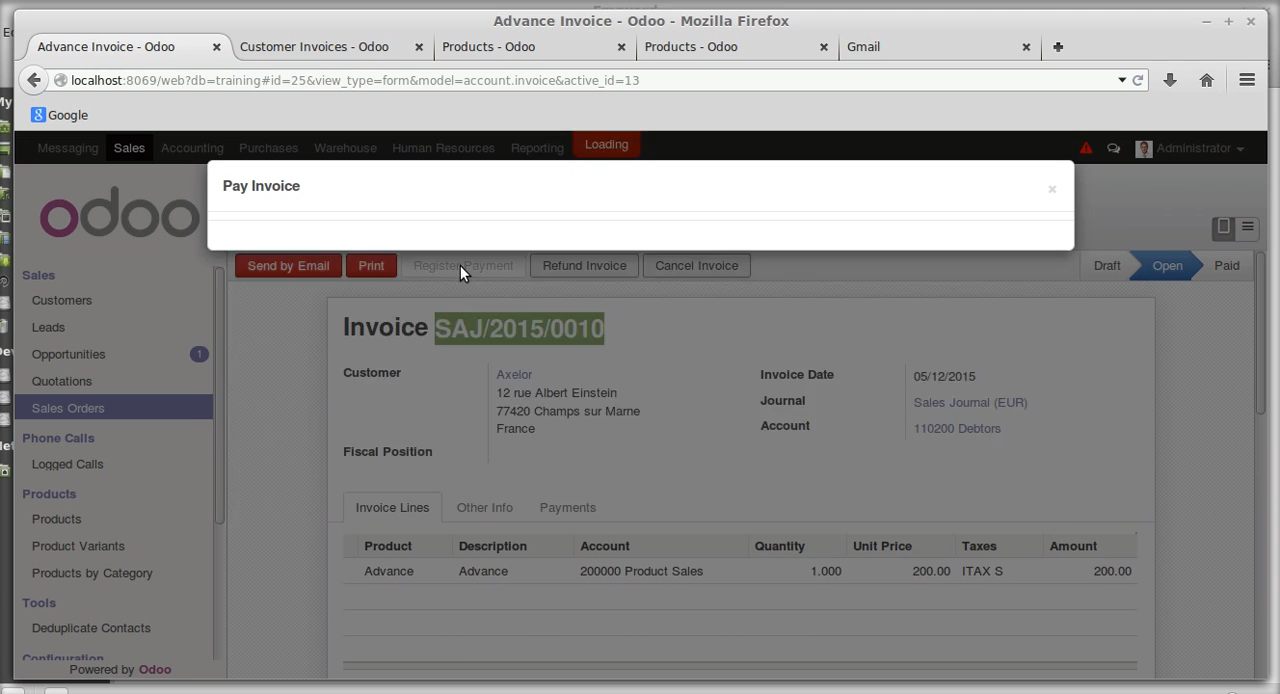 Advance Invoice - Odoo - Mozilla Firefox
Advance Invoice - Odoo
Customer Invoices - Odoo
Products - Odoo
Products - Odoo
Gmail
localhost:8069/web?db=training#id=25&view_type=form&model=account.invoice&active_id=13
Google
Messaging Sales Accounting Purchases Warehouse Human Resources Reporting Loading Administrator
Pay Invoice
odoo
Send by Email Print Register Payment Refund Invoice Cancel Invoice Draft Open Paid
Sales
Customers
Leads
Opportunities 1
Quotations
Sales Orders
Phone Calls
Logged Calls
Products
Products
Product Variants
Products by Category
Tools
Deduplicate Contacts
Configuration
Powered by Odoo
Invoice SAJ/2015/0010
Customer
Axelor
12 rue Albert Einstein
77420 Champs sur Marne
France
Fiscal Position
Invoice Date 05/12/2015
Journal Sales Journal (EUR)
Account 110200 Debtors
Invoice Lines Other Info Payments
Product Description Account Quantity Unit Price Taxes Amount
Advance Advance 200000 Product Sales 1.000 200.00 ITAX S 200.00